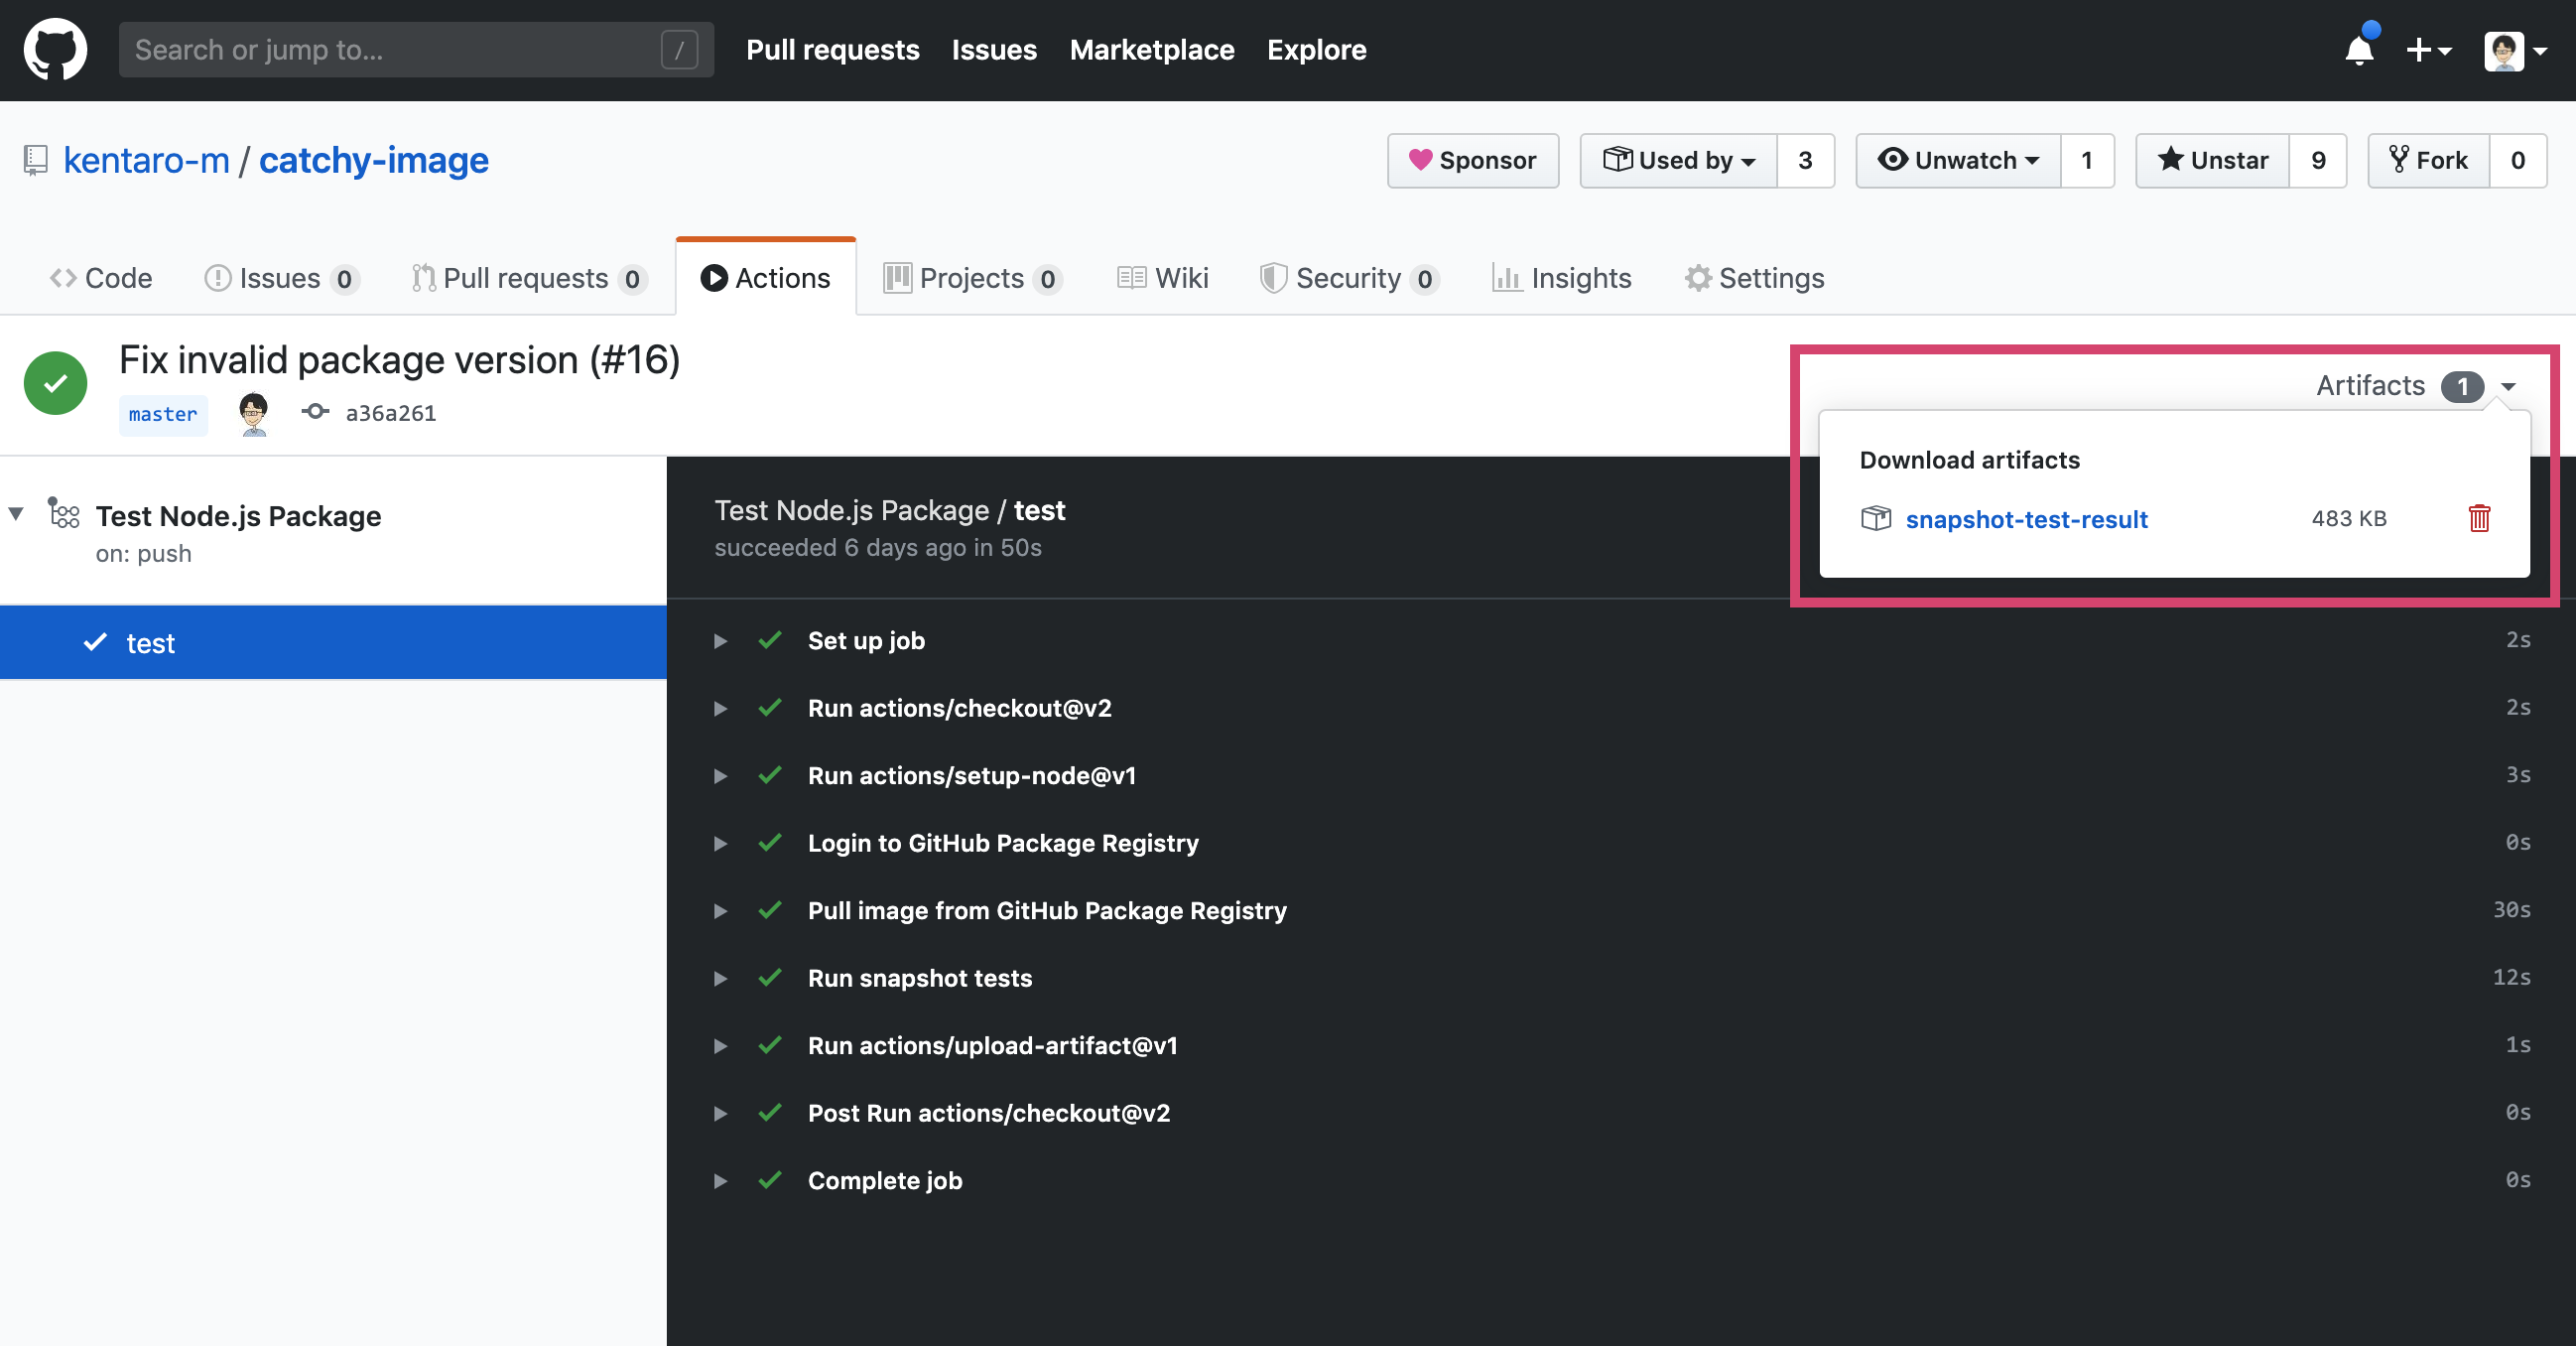 Search or jump to... /
Pull requests Issues Marketplace Explore
kentaro-m / catchy-image
Sponsor Used by 3 Unwatch 1 Unstar 9 Fork 0
Code Issues 0 Pull requests 0 Actions Projects 0 Wiki Security 0 Insights Settings
Fix invalid package version (#16)
master a36a261
Artifacts 1
Download artifacts
snapshot-test-result 483 KB
Test Node.js Package
on: push
test
Test Node.js Package / test
succeeded 6 days ago in 50s
Set up job 2s
Run actions/checkout@v2 2s
Run actions/setup-node@v1 3s
Login to GitHub Package Registry 0s
Pull image from GitHub Package Registry 30s
Run snapshot tests 12s
Run actions/upload-artifact@v1 1s
Post Run actions/checkout@v2 0s
Complete job 0s